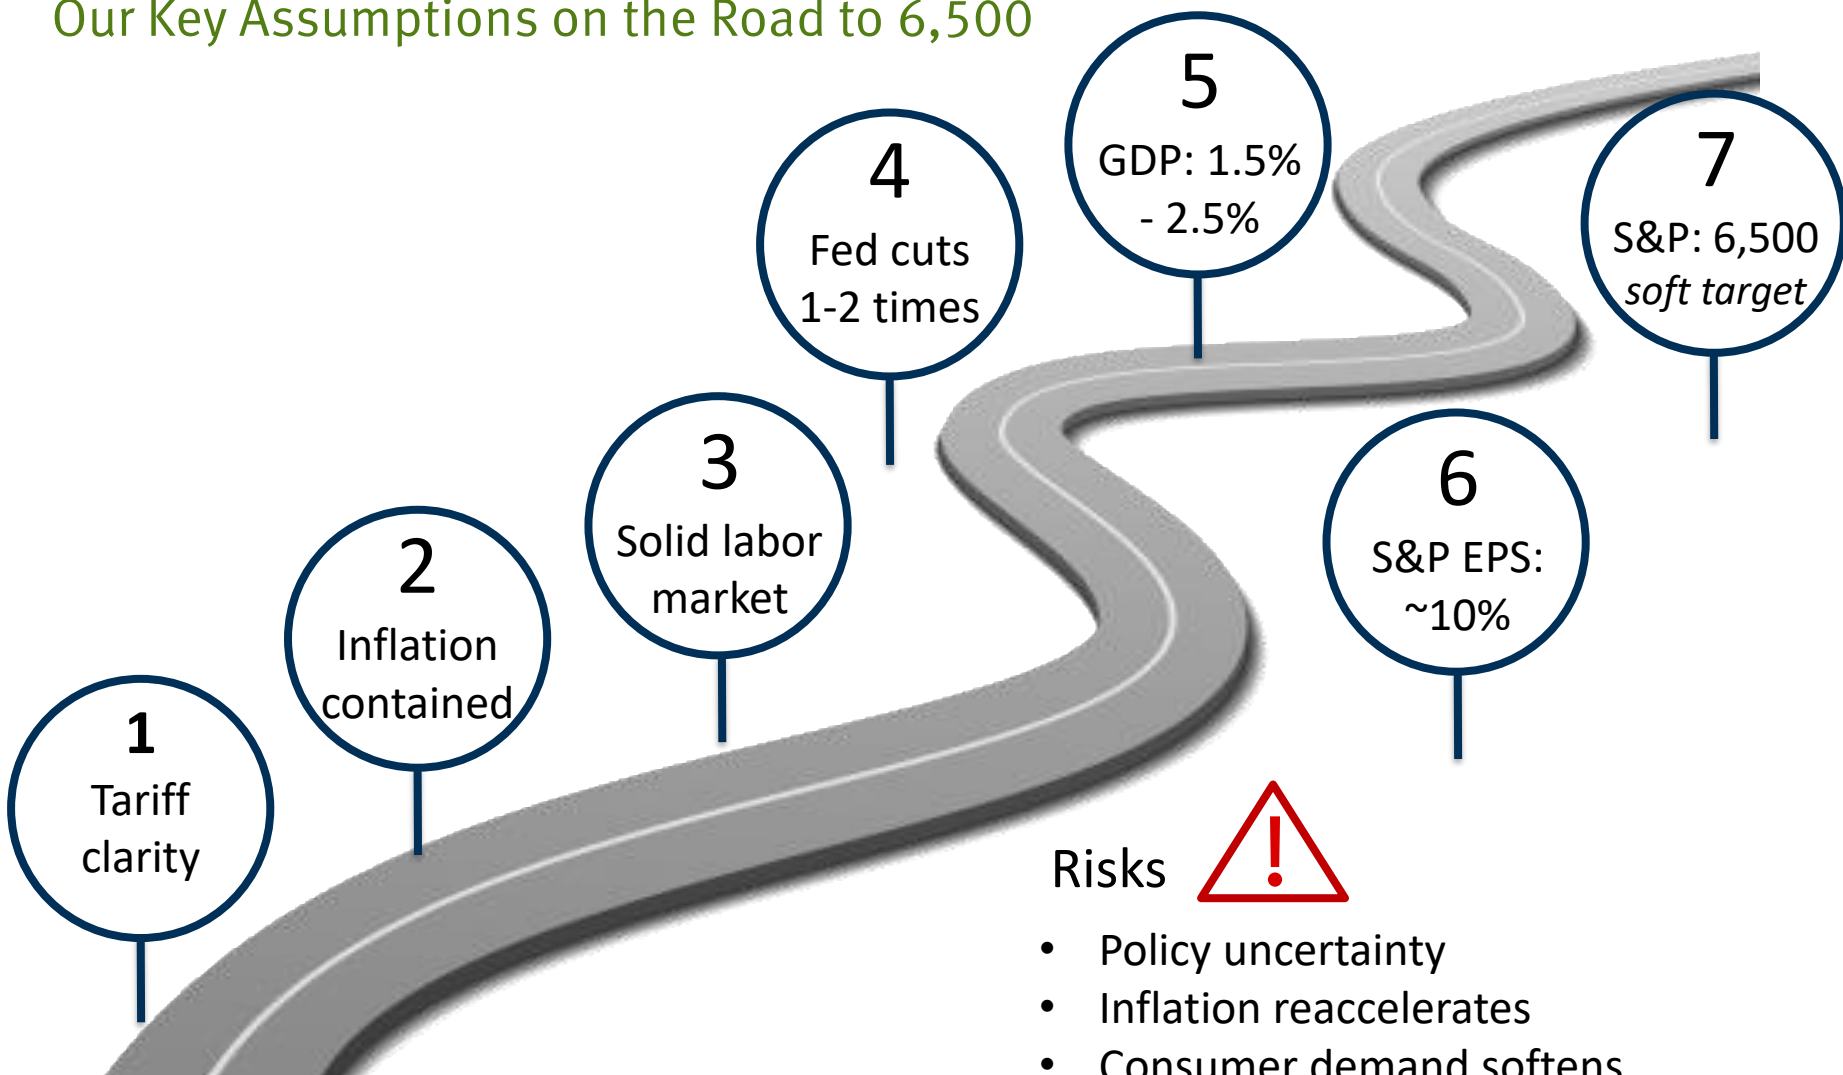 Our Key Assumptions on the Road to 6,500
1
Tariff
clarity
2
Inflation
contained
3
Solid labor
market
4
Fed cuts
1-2 times
5
GDP: 1.5%
- 2.5%
6
S&P EPS:
~10%
7
S&P: 6,500
soft target
Risks
!
• Policy uncertainty
• Inflation reaccelerates
• Consumer demand softens